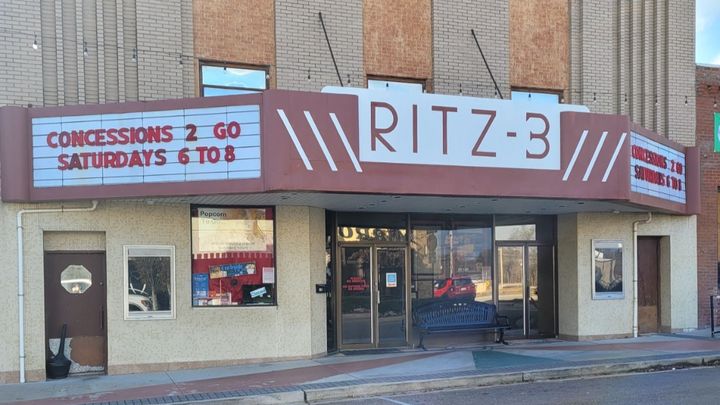 CONCESSIONS 2 GO
SATURDAYS 6 TO 8
RITZ-3
CONCESSIONS 2 GO
SATURDAYS 6 TO 8
Popcorn